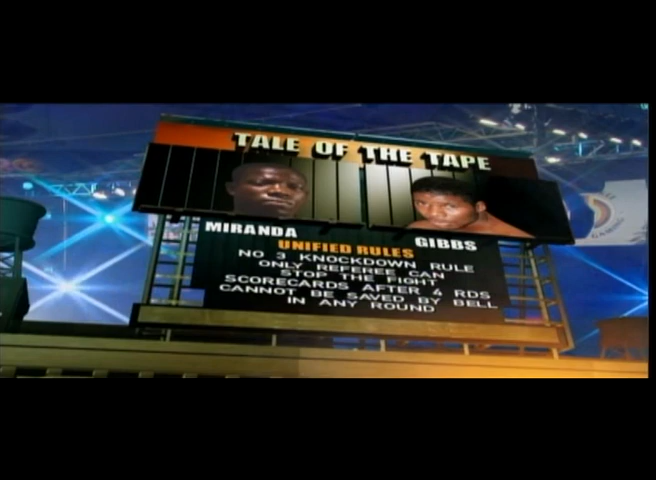 TALE OF THE TAPE
MIRANDA
GIBBS
UNIFIED RULES
NO 3 KNOCKDOWN RULE
ONLY REFEREE CAN
STOP THE FIGHT
SCORECARDS AFTER 4 RDS
CANNOT BE SAVED BY BELL
IN ANY ROUND